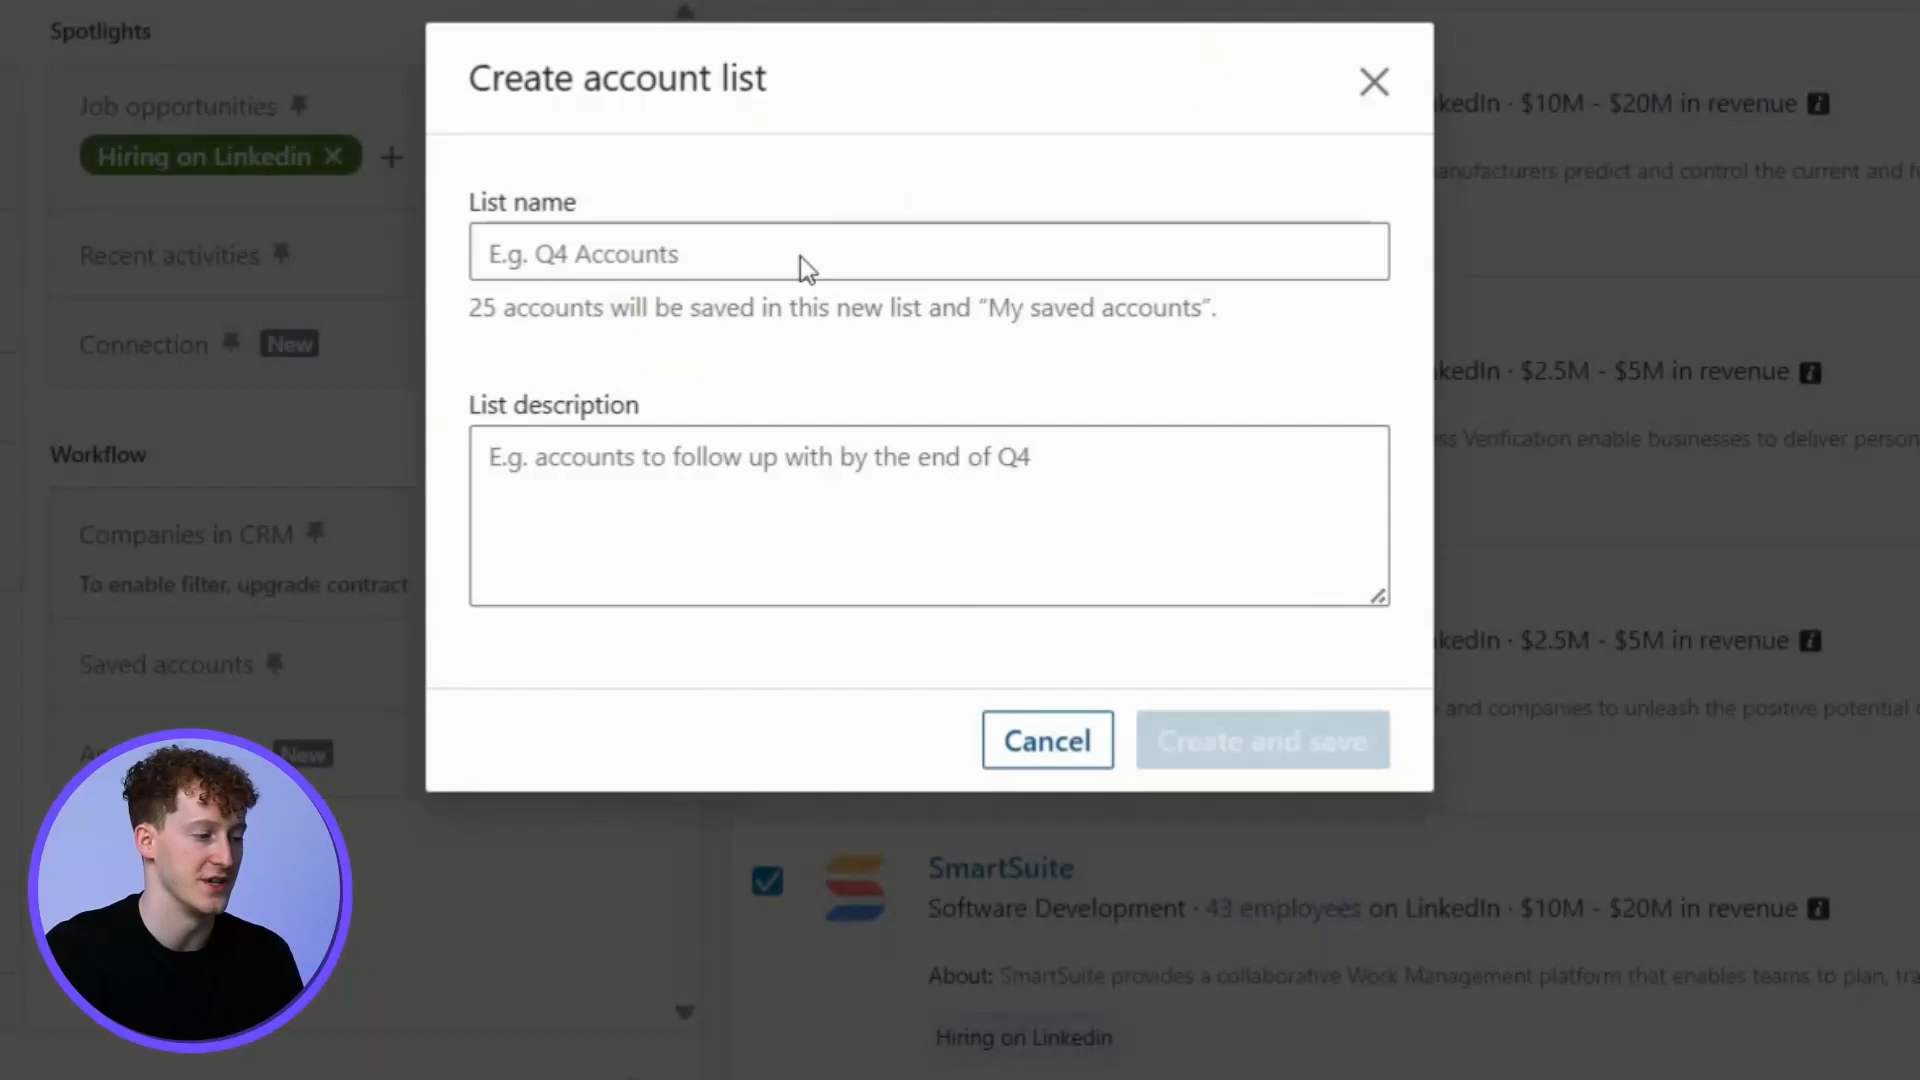 Spotlights
Job opportunities
Hiring on Linkedin
Recent activities
Connection New
Workflow
Companies in CRM
To enable filter, upgrade contract
Saved accounts
New
Create account list
List name
E.g. Q4 Accounts
25 accounts will be saved in this new list and “My saved accounts”.
List description
E.g. accounts to follow up with by the end of Q4
Cancel Create and save
kedIn · $10M - $20M in revenue
anufacturers predict and control the current and f
kedIn · $2.5M - $5M in revenue
ss Verification enable businesses to deliver person
kedIn · $2.5M - $5M in revenue
and companies to unleash the positive potential
SmartSuite
Software Development · 43 employees on LinkedIn · $10M - $20M in revenue
About: SmartSuite provides a collaborative Work Management platform that enables teams to plan, tra
Hiring on Linkedin